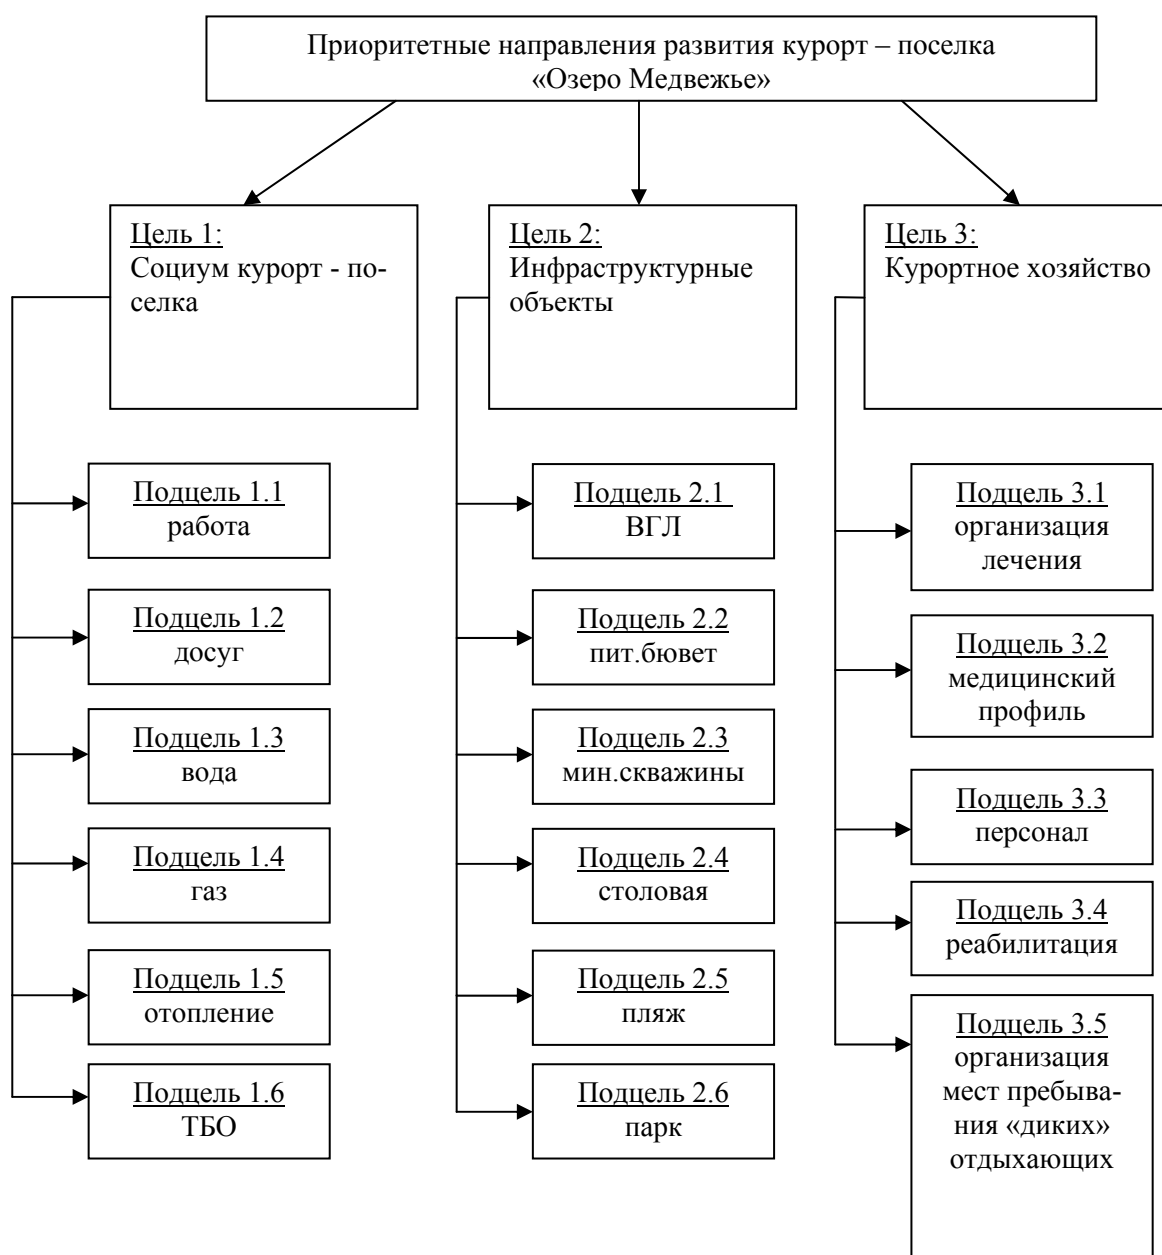 Приоритетные направления развития курорт – поселка
«Озеро Медвежье»
Цель 1:
Социум курорт - по-
селка
Цель 2:
Инфраструктурные
объекты
Цель 3:
Курортное хозяйство
Подцель 1.1
работа
Подцель 1.2
досуг
Подцель 1.3
вода
Подцель 1.4
газ
Подцель 1.5
отопление
Подцель 1.6
ТБО
Подцель 2.1
ВГЛ
Подцель 2.2
пит.бювет
Подцель 2.3
мин.скважины
Подцель 2.4
столовая
Подцель 2.5
пляж
Подцель 2.6
парк
Подцель 3.1
организация
лечения
Подцель 3.2
медицинский
профиль
Подцель 3.3
персонал
Подцель 3.4
реабилитация
Подцель 3.5
организация
мест пребыва-
ния «диких»
отдыхающих